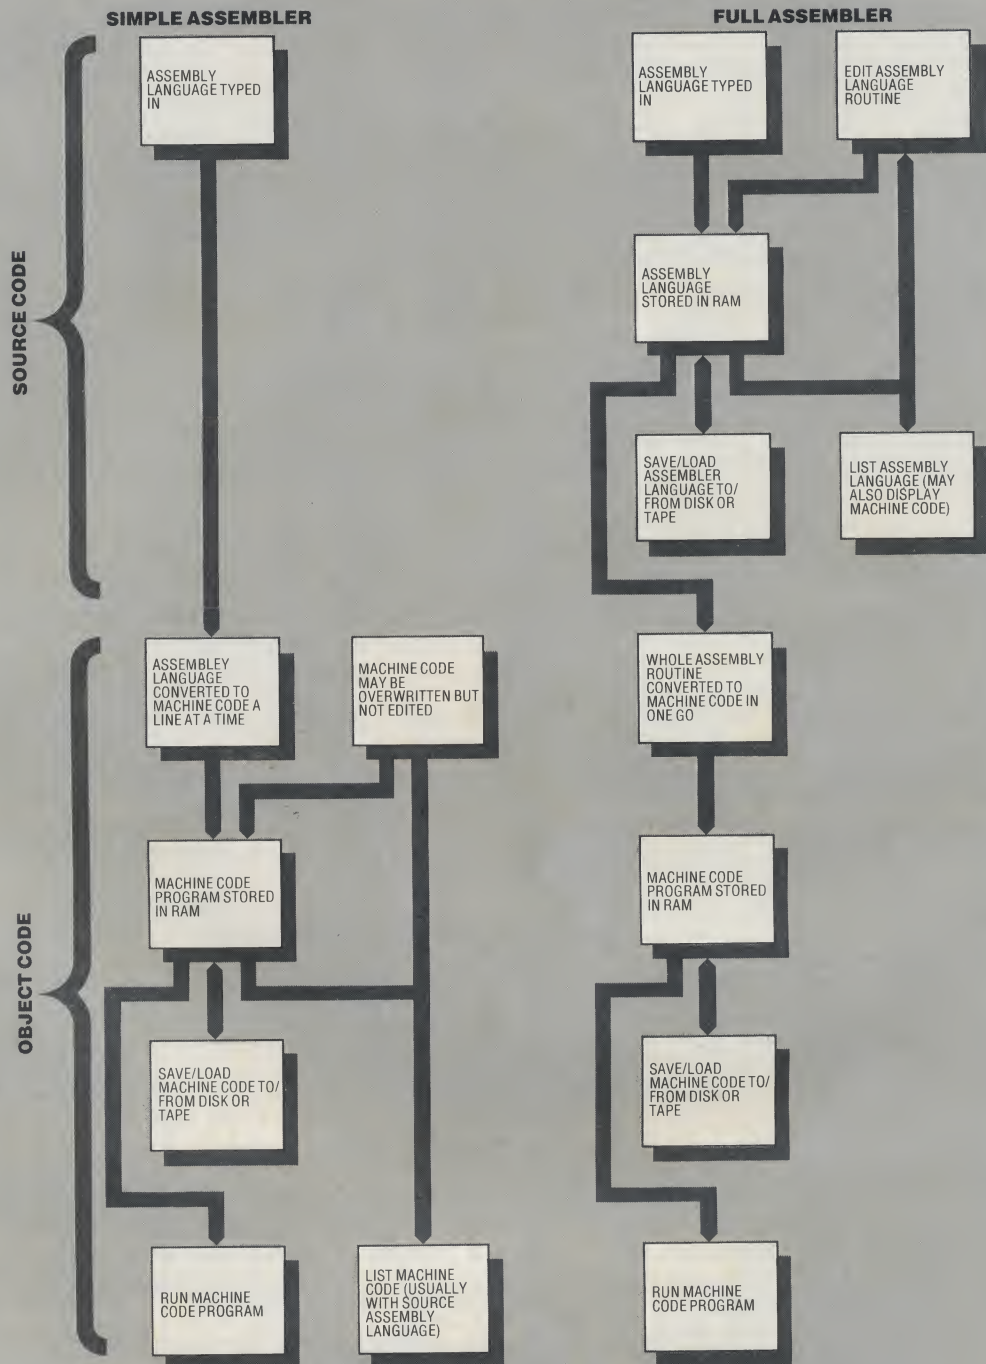 SIMPLE ASSEMBLER
FULL ASSEMBLER
SOURCE CODE
ASSEMBLY
LANGUAGE TYPED
IN
ASSEMBLY
LANGUAGE TYPED
IN
EDIT ASSEMBLY
LANGUAGE
ROUTINE
ASSEMBLY
LANGUAGE
STORED IN RAM
SAVE/LOAD
ASSEMBLER
LANGUAGE TO/
FROM DISK OR
TAPE
LIST ASSEMBLY
LANGUAGE (MAY
ALSO DISPLAY
MACHINE CODE)
OBJECT CODE
ASSEMBLEY
LANGUAGE
CONVERTED TO
MACHINE CODE A
LINE AT A TIME
MACHINE CODE
MAY BE
OVERWRITTEN BUT
NOT EDITED
WHOLE ASSEMBLY
ROUTINE
CONVERTED TO
MACHINE CODE IN
ONE GO
MACHINE CODE
PROGRAM STORED
IN RAM
MACHINE CODE
PROGRAM STORED
IN RAM
SAVE/LOAD
MACHINE CODE TO/
FROM DISK OR
TAPE
SAVE/LOAD
MACHINE CODE TO/
FROM DISK OR
TAPE
RUN MACHINE
CODE PROGRAM
LIST MACHINE
CODE (USUALLY
WITH SOURCE
ASSEMBLY
LANGUAGE)
RUN MACHINE
CODE PROGRAM